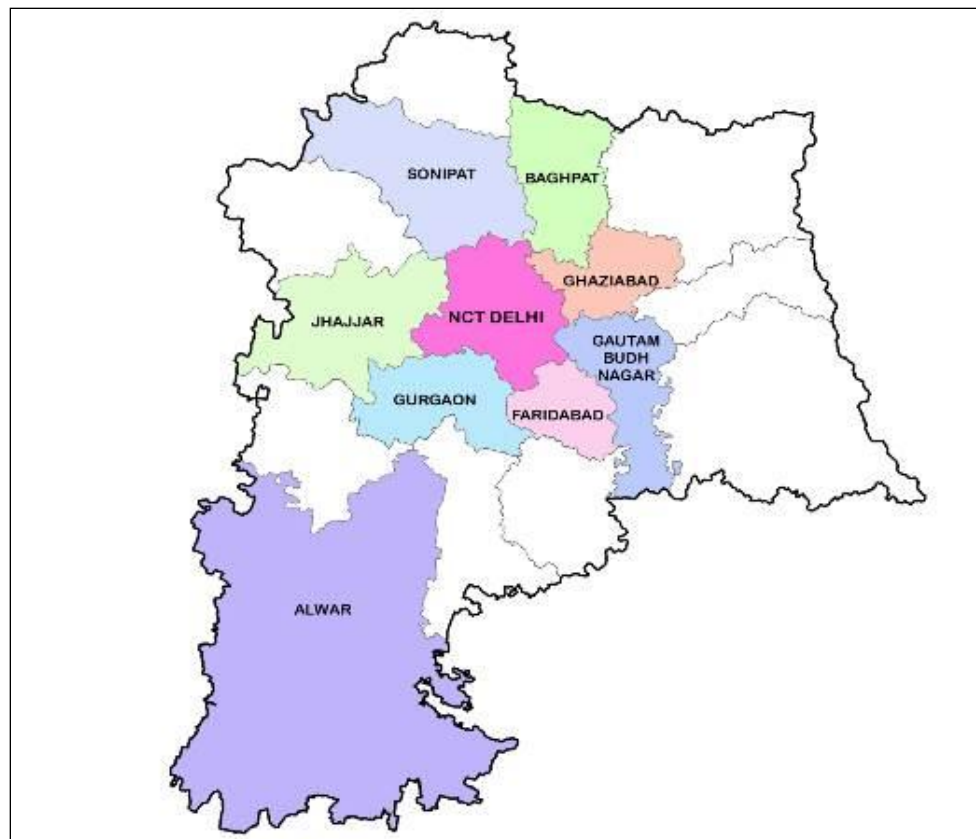 SONIPAT
BAGHPAT
GHAZIABAD
NCT DELHI
JHAJJAR
GAUTAM
BUDH
NAGAR
GURGAON
FARIDABAD
ALWAR